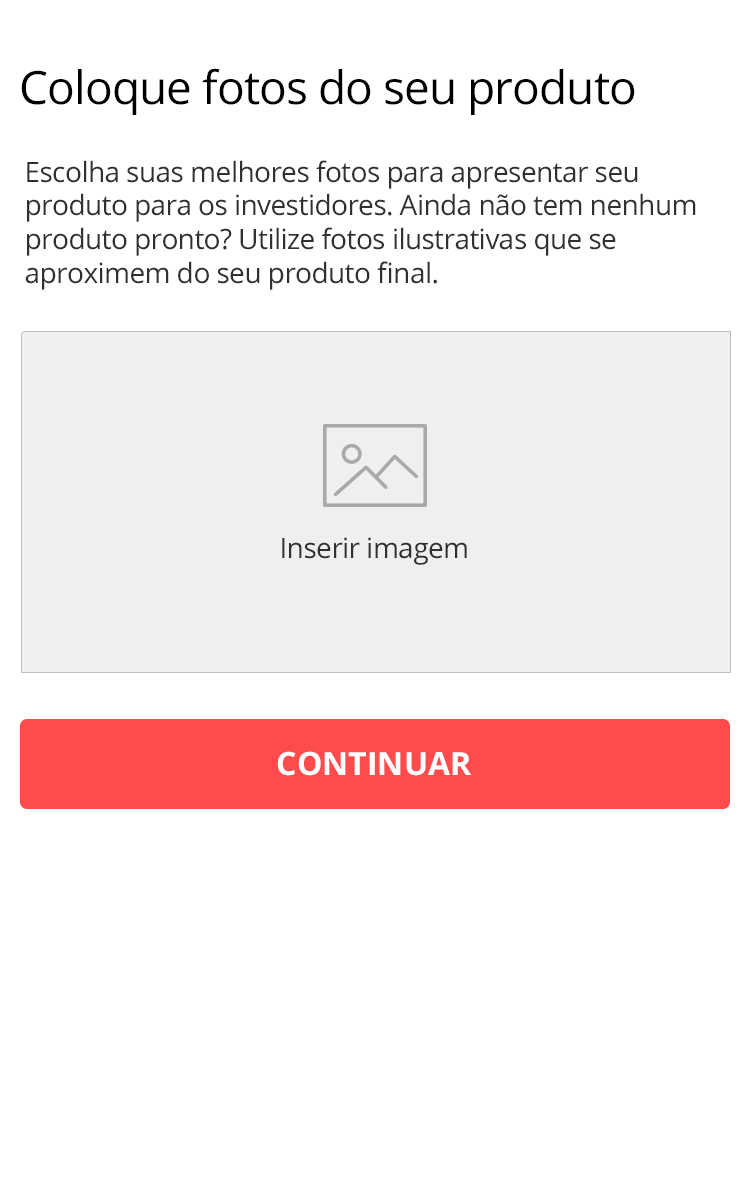 Coloque fotos do seu produto
Escolha suas melhores fotos para apresentar seu
produto para os investidores. Ainda não tem nenhum
produto pronto? Utilize fotos ilustrativas que se
aproximem do seu produto final.
Inserir imagem
CONTINUAR